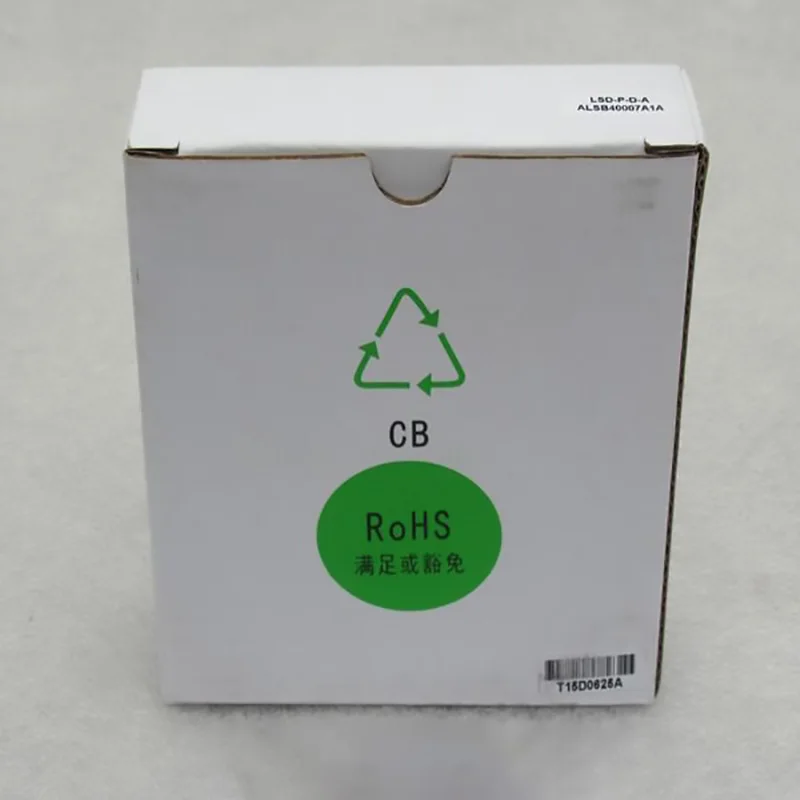 LSD-P-D-A
ALSB40007A1A
CB
RoHS
满足或豁免
T15D0625A